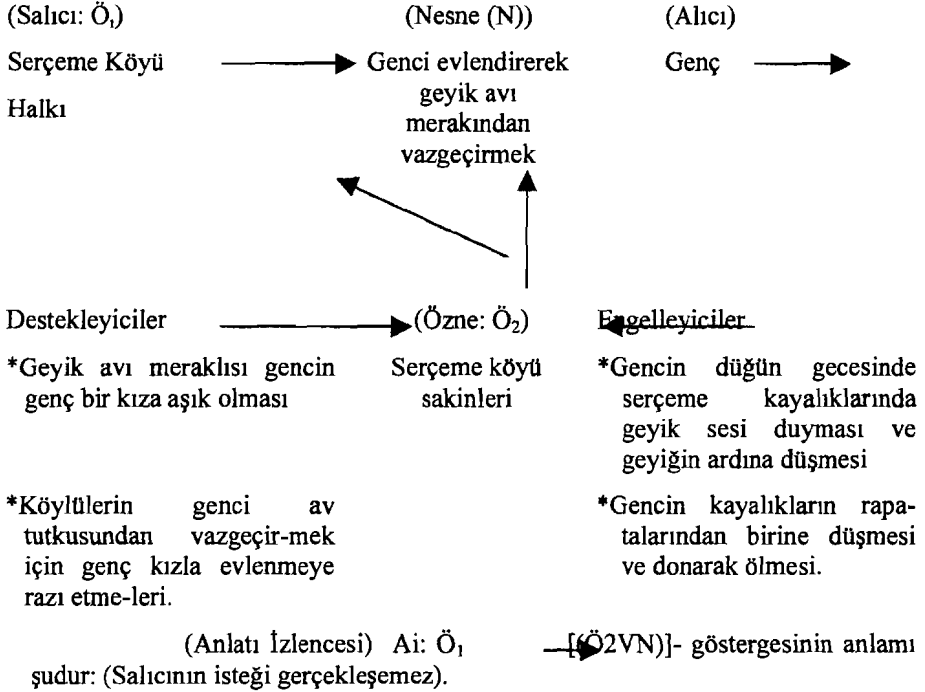 (Salıcı: Ö₁) (Nesne (N)) (Alıcı)
Serçeme Köyü Genci evlendirerek Genç
Halkı geyik avı
merakından
vazgeçirmek
Destekleyiciler (Özne: Ö₂) Engelleyiciler
*Geyik avı meraklısı gencin Serçeme köyü *Gencin düğün gecesinde
genç bir kıza aşık olması sakinleri serçeme kayalıklarında
geyik sesi duyması ve
geyiğin ardına düşmesi
*Köylülerin genci av *Gencin kayalıkların rapa-
tutkusundan vazgeçir-mek talarından birine düşmesi
için genç kızla evlenmeye ve donarak ölmesi.
razı etme-leri.
(Anlatı İzlencesi) Ai: Ö₁ [(Ö2VN)]- göstergesinin anlamı
şudur: (Salıcının isteği gerçekleşemez).